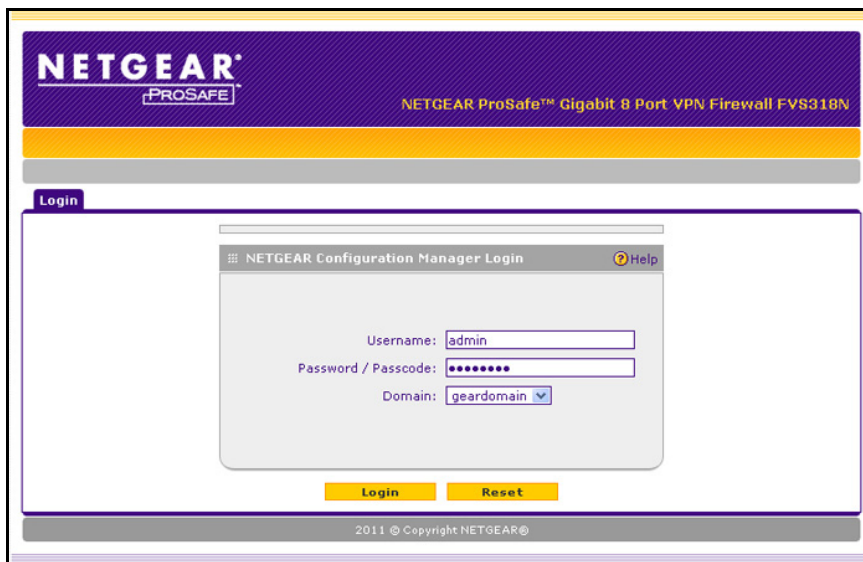 NETGEAR®
PROSAFE™
NETGEAR ProSafe™ Gigabit 8 Port VPN Firewall FVS318N
Login
NETGEAR Configuration Manager Login
? Help
Username: admin
Password / Passcode: ••••••••
Domain: geardomain
Login Reset
2011 © Copyright NETGEAR®